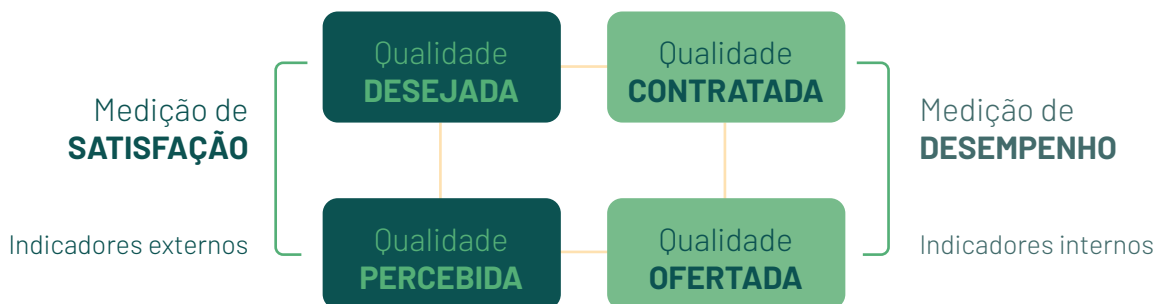 Medição de
SATISFAÇÃO
Indicadores externos
Qualidade
DESEJADA
Qualidade
CONTRATADA
Qualidade
PERCEBIDA
Qualidade
OFERTADA
Medição de
DESEMPENHO
Indicadores internos